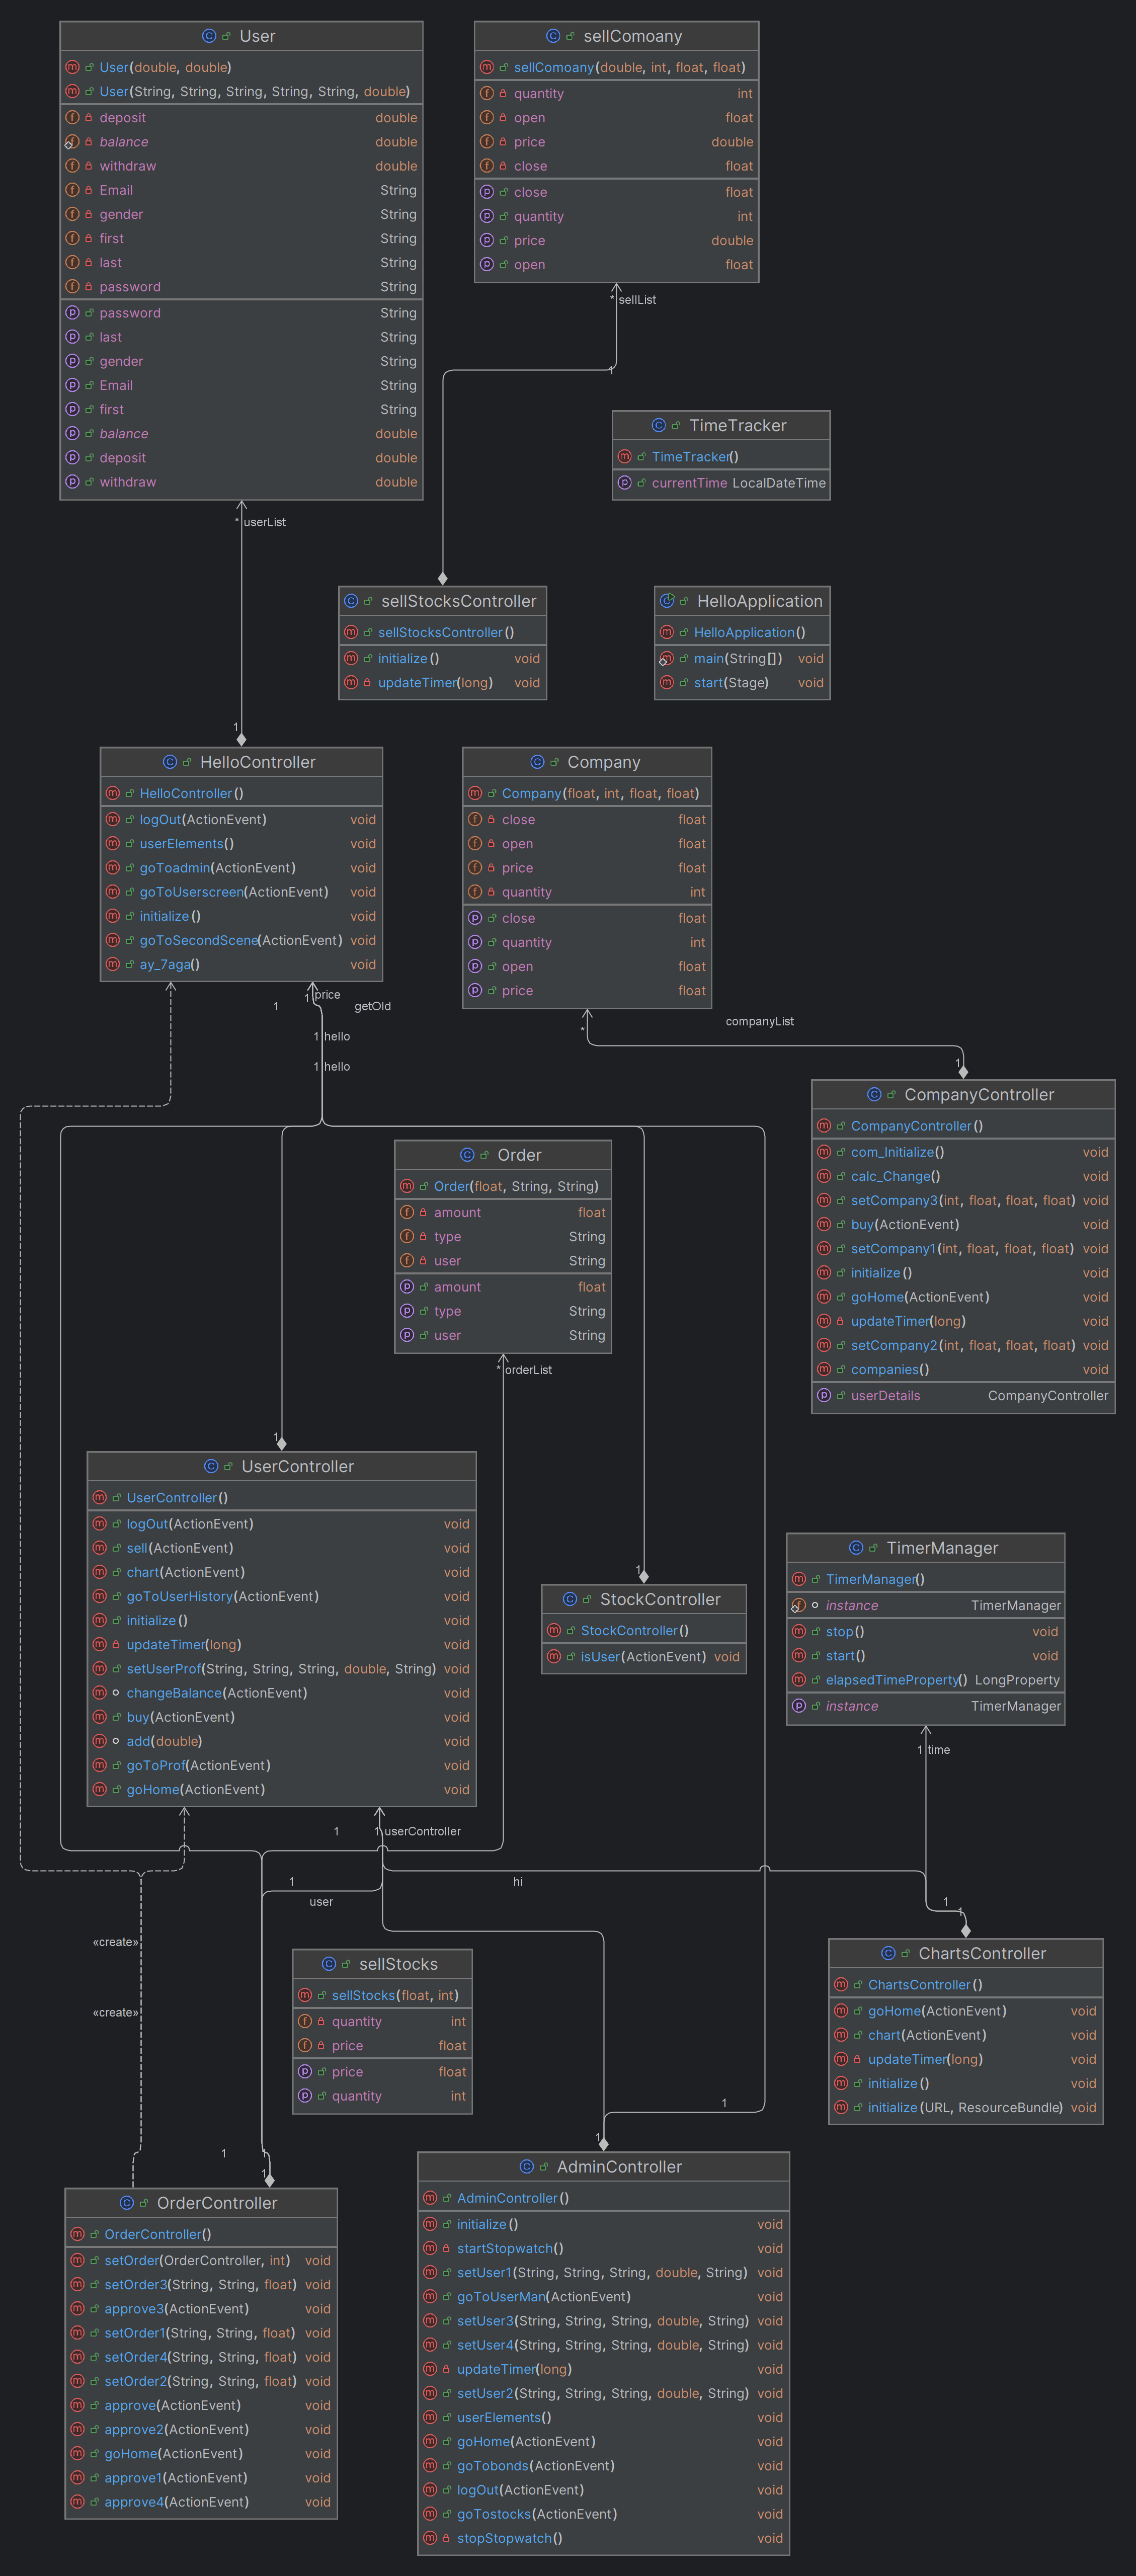 User
User(double, double)
User(String, String, String, String, String, double)
deposit double
balance double
withdraw double
Email String
gender String
first String
last String
password String
password String
last String
gender String
Email String
first String
balance double
deposit double
withdraw double
sellComoany
sellComoany(double, int, float, float)
quantity int
open float
price double
close float
close float
quantity int
price double
open float
* sellList
1
TimeTracker
TimeTracker()
currentTime LocalDateTime
* userList
1
sellStocksController
sellStocksController()
initialize() void
updateTimer(long) void
HelloApplication
HelloApplication()
main(String[]) void
start(Stage) void
HelloController
HelloController()
logOut(ActionEvent) void
userElements() void
goToadmin(ActionEvent) void
goToUserscreen(ActionEvent) void
initialize() void
goToSecondScene(ActionEvent) void
ay_7aga() void
Company
Company(float, int, float, float)
close float
open float
price float
quantity int
close float
quantity int
open float
price float
1 price
1 getOld
1 hello
1 hello
* companyList
1
CompanyController
CompanyController()
com_Initialize() void
calc_Change() void
setCompany3(int, float, float, float) void
buy(ActionEvent) void
setCompany1(int, float, float, float) void
initialize() void
goHome(ActionEvent) void
updateTimer(long) void
setCompany2(int, float, float, float) void
companies() void
userDetails CompanyController
Order
Order(float, String, String)
amount float
type String
user String
amount float
type String
user String
* orderList
1
UserController
UserController()
logOut(ActionEvent) void
sell(ActionEvent) void
chart(ActionEvent) void
goToUserHistory(ActionEvent) void
initialize() void
updateTimer(long) void
setUserProf(String, String, String, double, String) void
changeBalance(ActionEvent) void
buy(ActionEvent) void
add(double) void
goToProf(ActionEvent) void
goHome(ActionEvent) void
1
StockController
StockController()
isUser(ActionEvent) void
TimerManager
TimerManager()
instance TimerManager
stop() void
start() void
elapsedTimeProperty() LongProperty
instance TimerManager
1 time
1 1 userController
1 hi
user
1
1
«create»
«create»
ChartsController
ChartsController()
goHome(ActionEvent) void
chart(ActionEvent) void
updateTimer(long) void
initialize() void
initialize(URL, ResourceBundle) void
sellStocks
sellStocks(float, int)
quantity int
price float
price float
quantity int
1
1
1 1
1
OrderController
OrderController()
setOrder(OrderController, int) void
setOrder3(String, String, float) void
approve3(ActionEvent) void
setOrder1(String, String, float) void
setOrder4(String, String, float) void
setOrder2(String, String, float) void
approve(ActionEvent) void
approve2(ActionEvent) void
goHome(ActionEvent) void
approve1(ActionEvent) void
approve4(ActionEvent) void
AdminController
AdminController()
initialize() void
startStopwatch() void
setUser1(String, String, String, double, String) void
goToUserMan(ActionEvent) void
setUser3(String, String, String, double, String) void
setUser4(String, String, String, double, String) void
updateTimer(long) void
setUser2(String, String, String, double, String) void
userElements() void
goHome(ActionEvent) void
goTobonds(ActionEvent) void
logOut(ActionEvent) void
goTostocks(ActionEvent) void
stopStopwatch() void